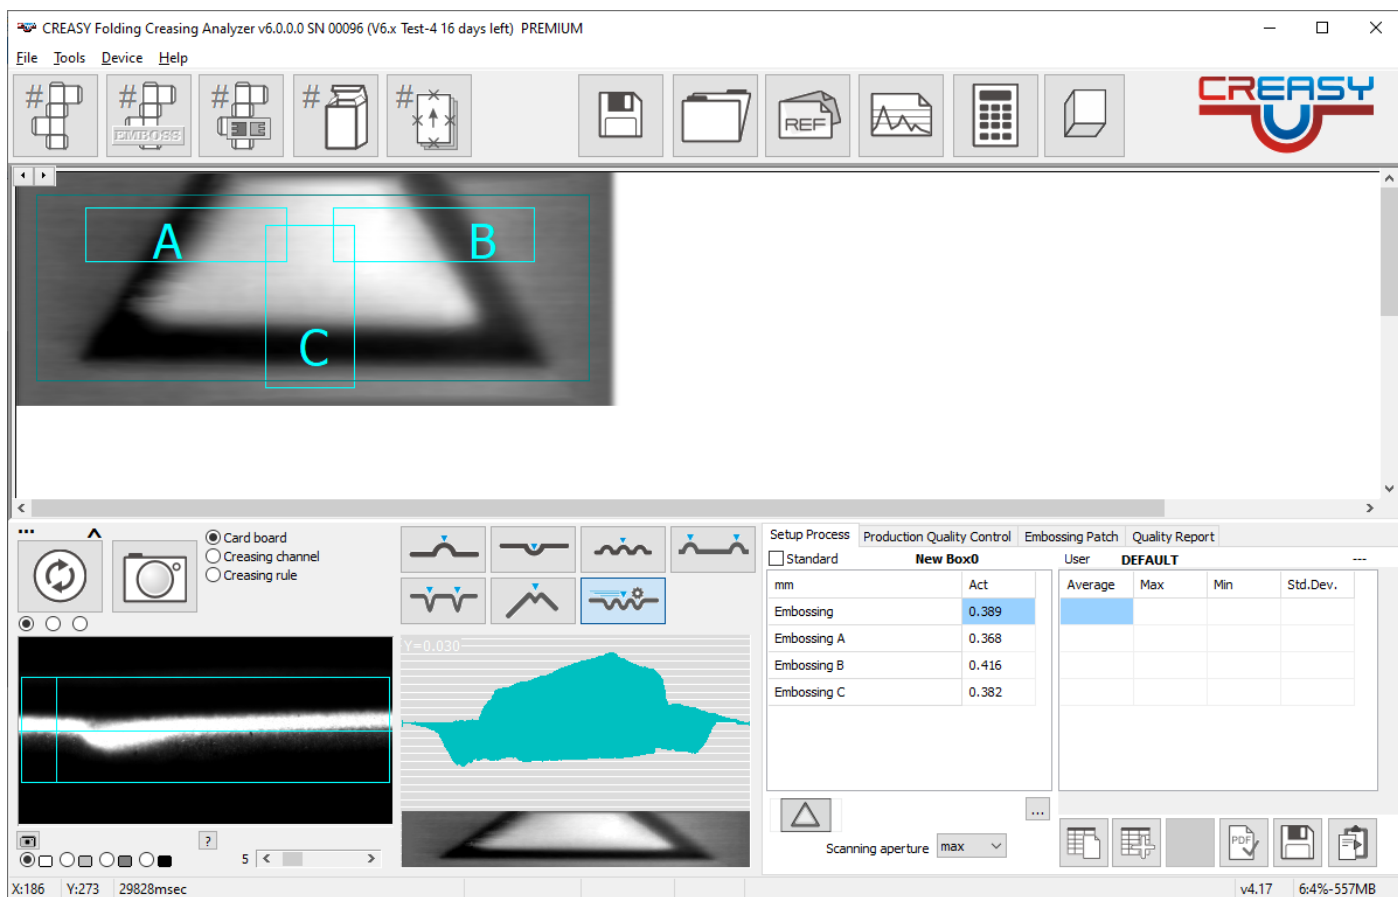 CREASY Folding Creasing Analyzer v6.0.0.0 SN 00096 (V6.x Test-4 16 days left) PREMIUM
File Tools Device Help
# # # # #
EMBOSS
REF
CREASY
A B
C
Card board
Creasing channel
Creasing rule
Y=0.030
5
?
Setup Process Production Quality Control Embossing Patch Quality Report
Standard New Box0 User DEFAULT ---
mm Act Average Max Min Std.Dev.
Embossing 0.389
Embossing A 0.368
Embossing B 0.416
Embossing C 0.382
...
Scanning aperture max
PDF
X:186 Y:273 29828msec v4.17 6:4%-557MB